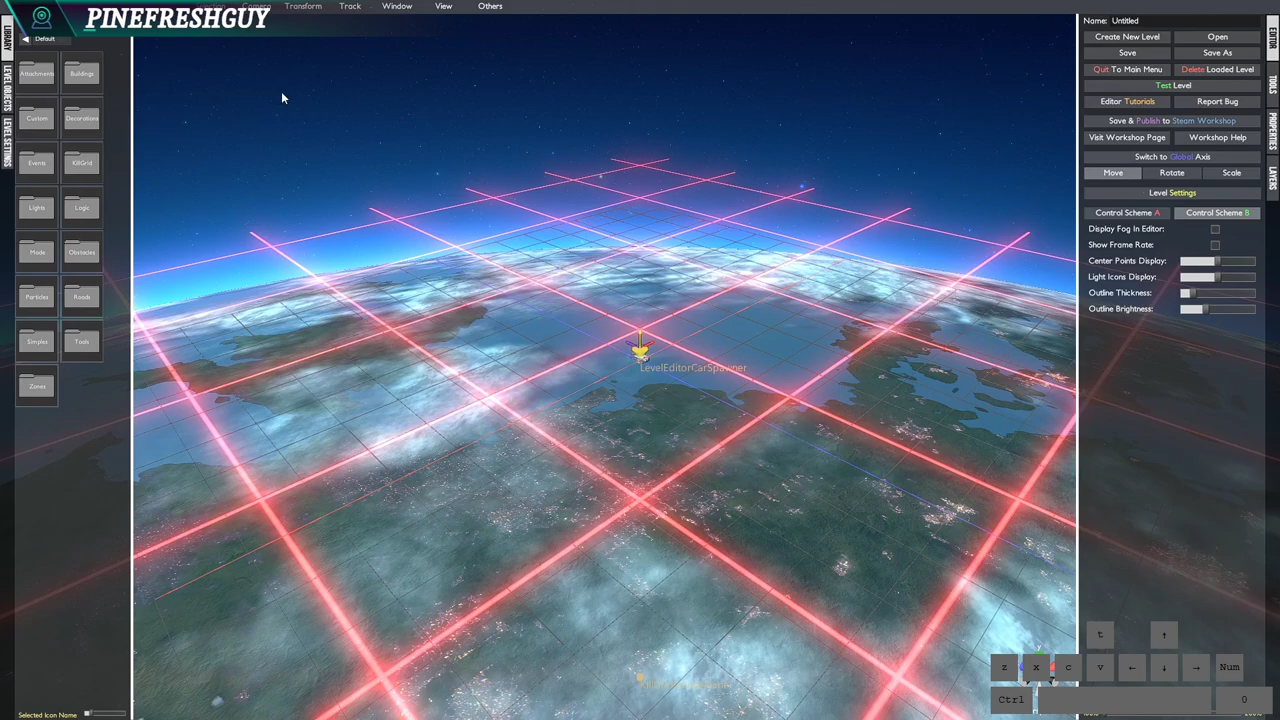 Camera Transform Track Window View Others
PINEFRESHGUY
Default
LIBRARY
LEVEL OBJECTS
LEVEL SETTINGS
Attachments Buildings
Custom Decorations
Events KillGrid
Lights Logic
Mode Obstacles
Particles Roads
Simples Tools
Zones
Selected Icon Name
LevelEditorCarSpawner
Name: Untitled
Create New Level Open
Save Save As
Quit To Main Menu Delete Loaded Level
Test Level
Editor Tutorials Report Bug
Save & Publish to Steam Workshop
Visit Workshop Page Workshop Help
Switch to Global Axis
Move Rotate Scale
Level Settings
Control Scheme A Control Scheme B
Display Fog In Editor:
Show Frame Rate:
Center Points Display:
Light Icons Display:
Outline Thickness:
Outline Brightness:
EDITOR
TOOLS
PROPERTIES
LAYERS
t ↑
z x c v ← ↓ → Num
Ctrl 0